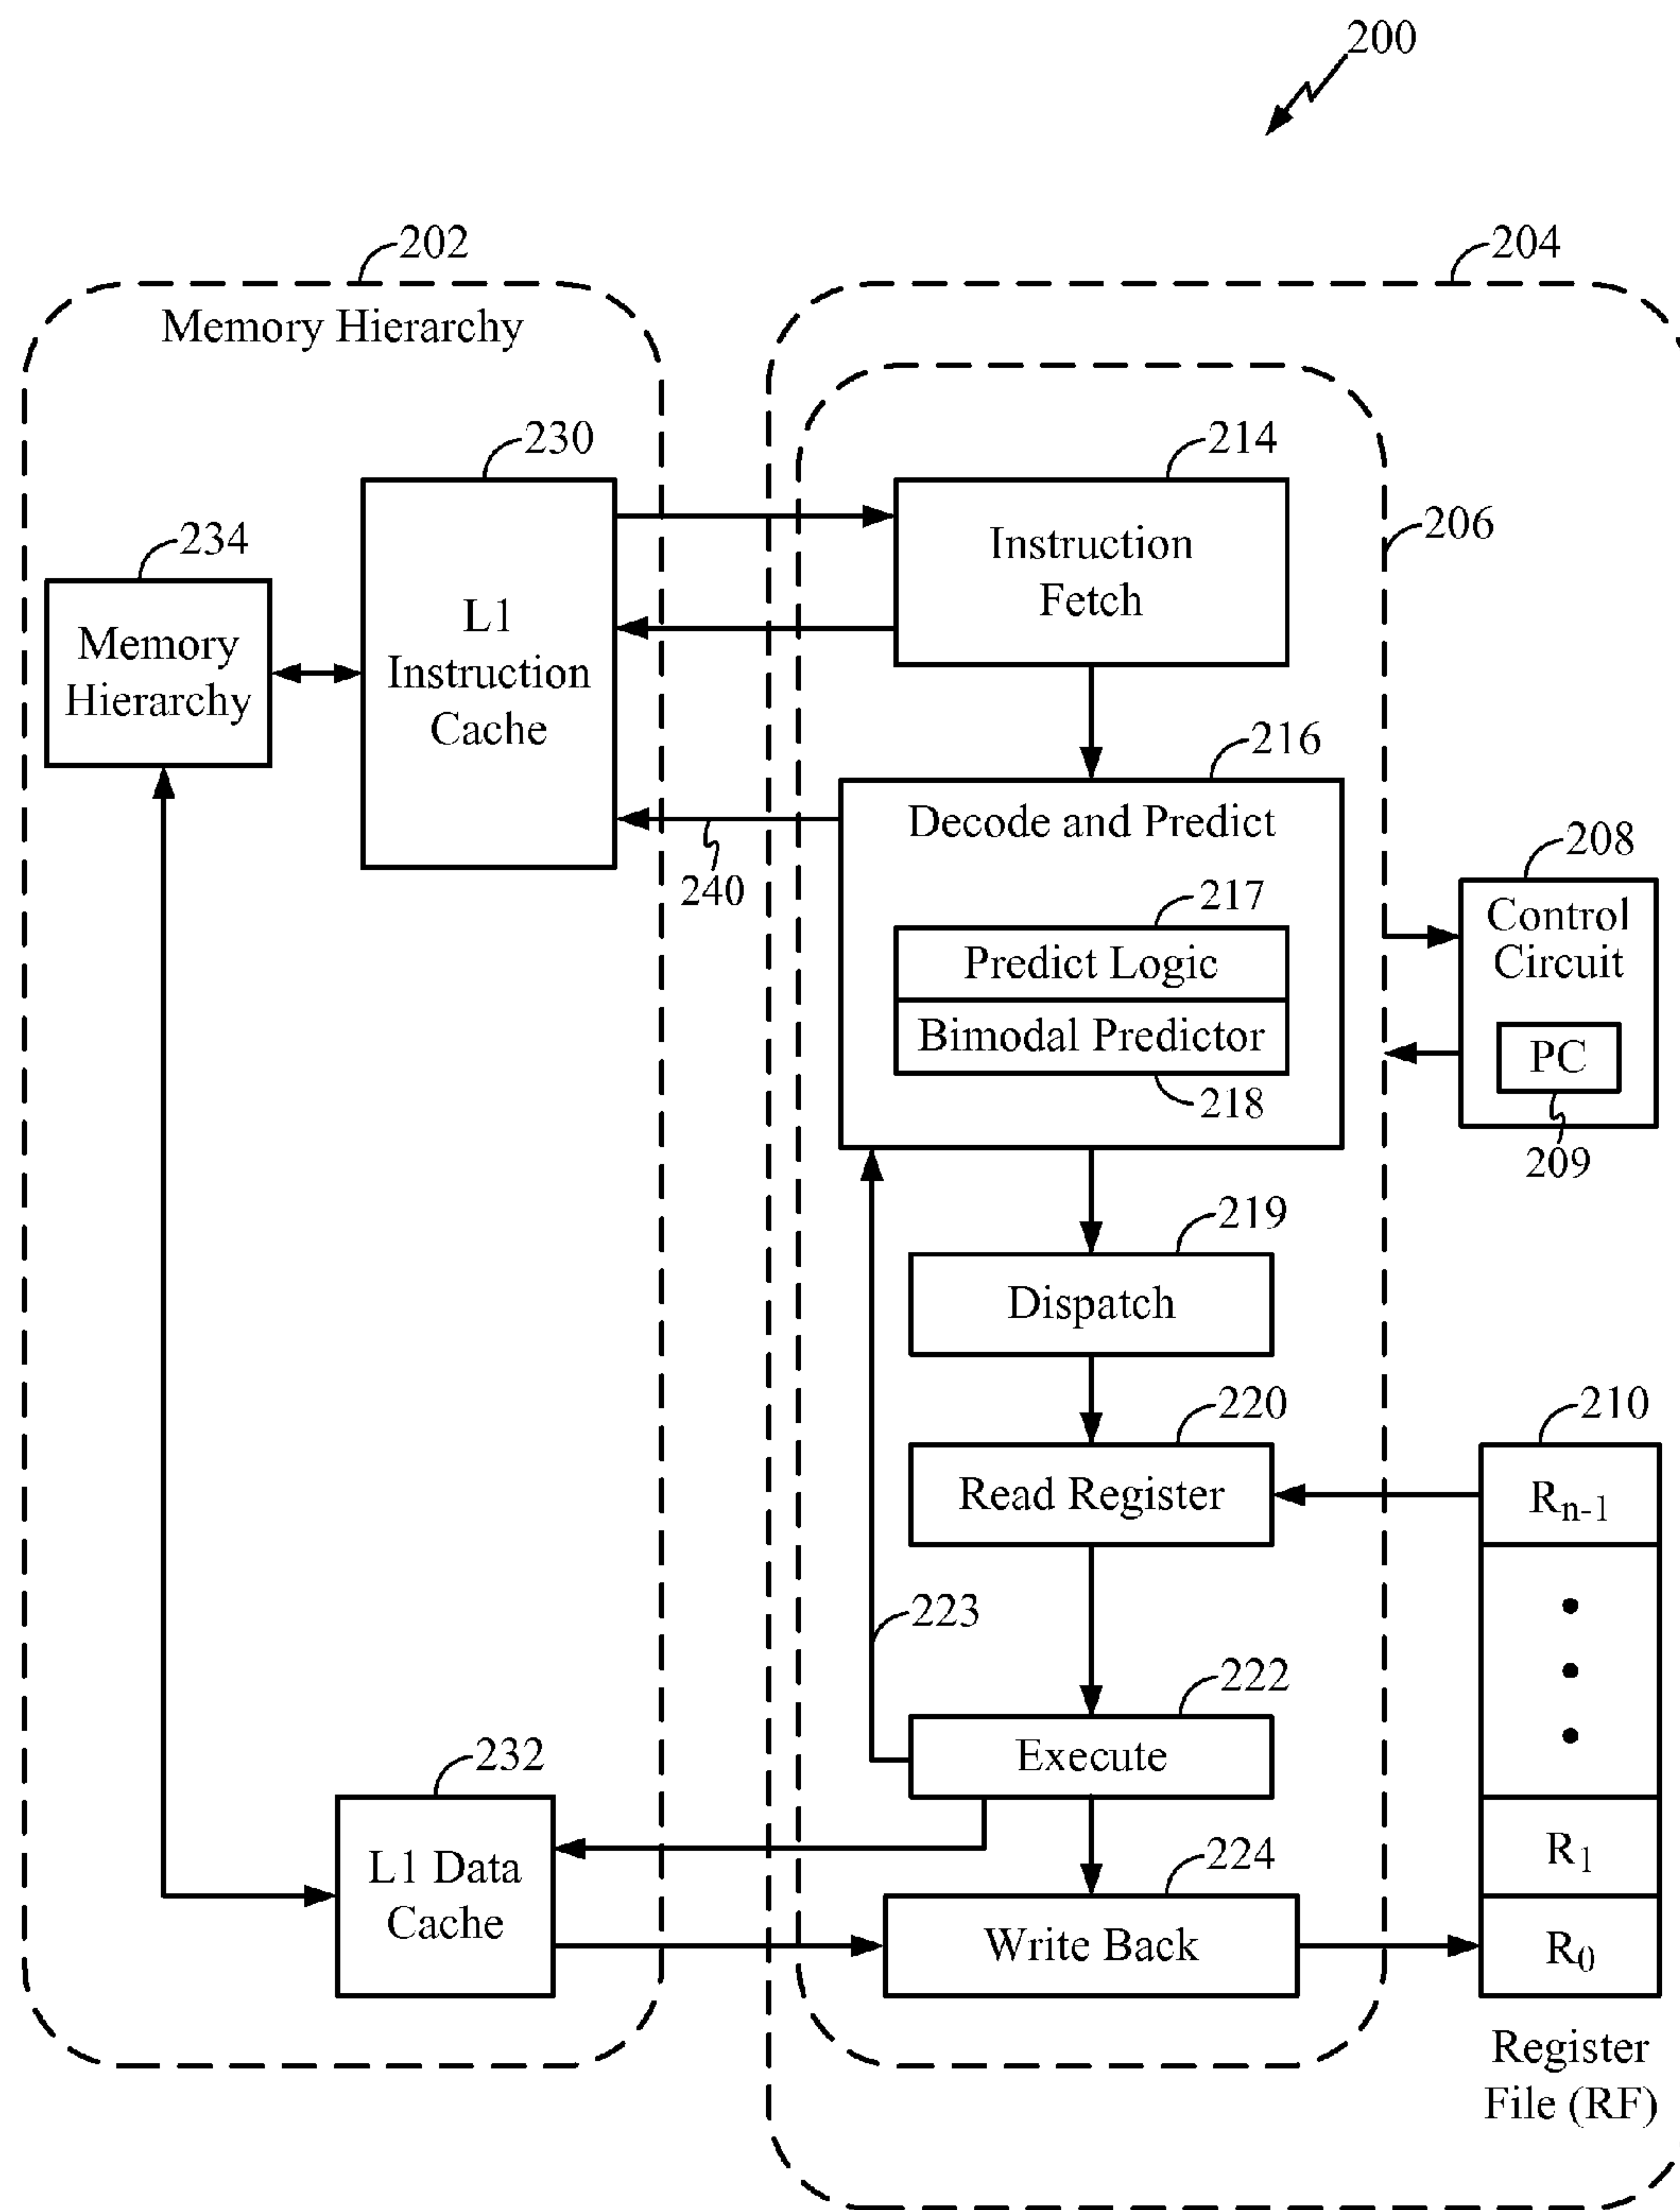 200
202
204
Memory Hierarchy
230
214
206
234
Instruction
Fetch
Memory
Hierarchy
L1
Instruction
Cache
216
Decode and Predict
240
217
Predict Logic
Bimodal Predictor
218
208
Control
Circuit
PC
209
219
Dispatch
220
Read Register
210
Rn-1
223
222
Execute
232
L1 Data
Cache
224
Write Back
R1
R0
Register
File (RF)